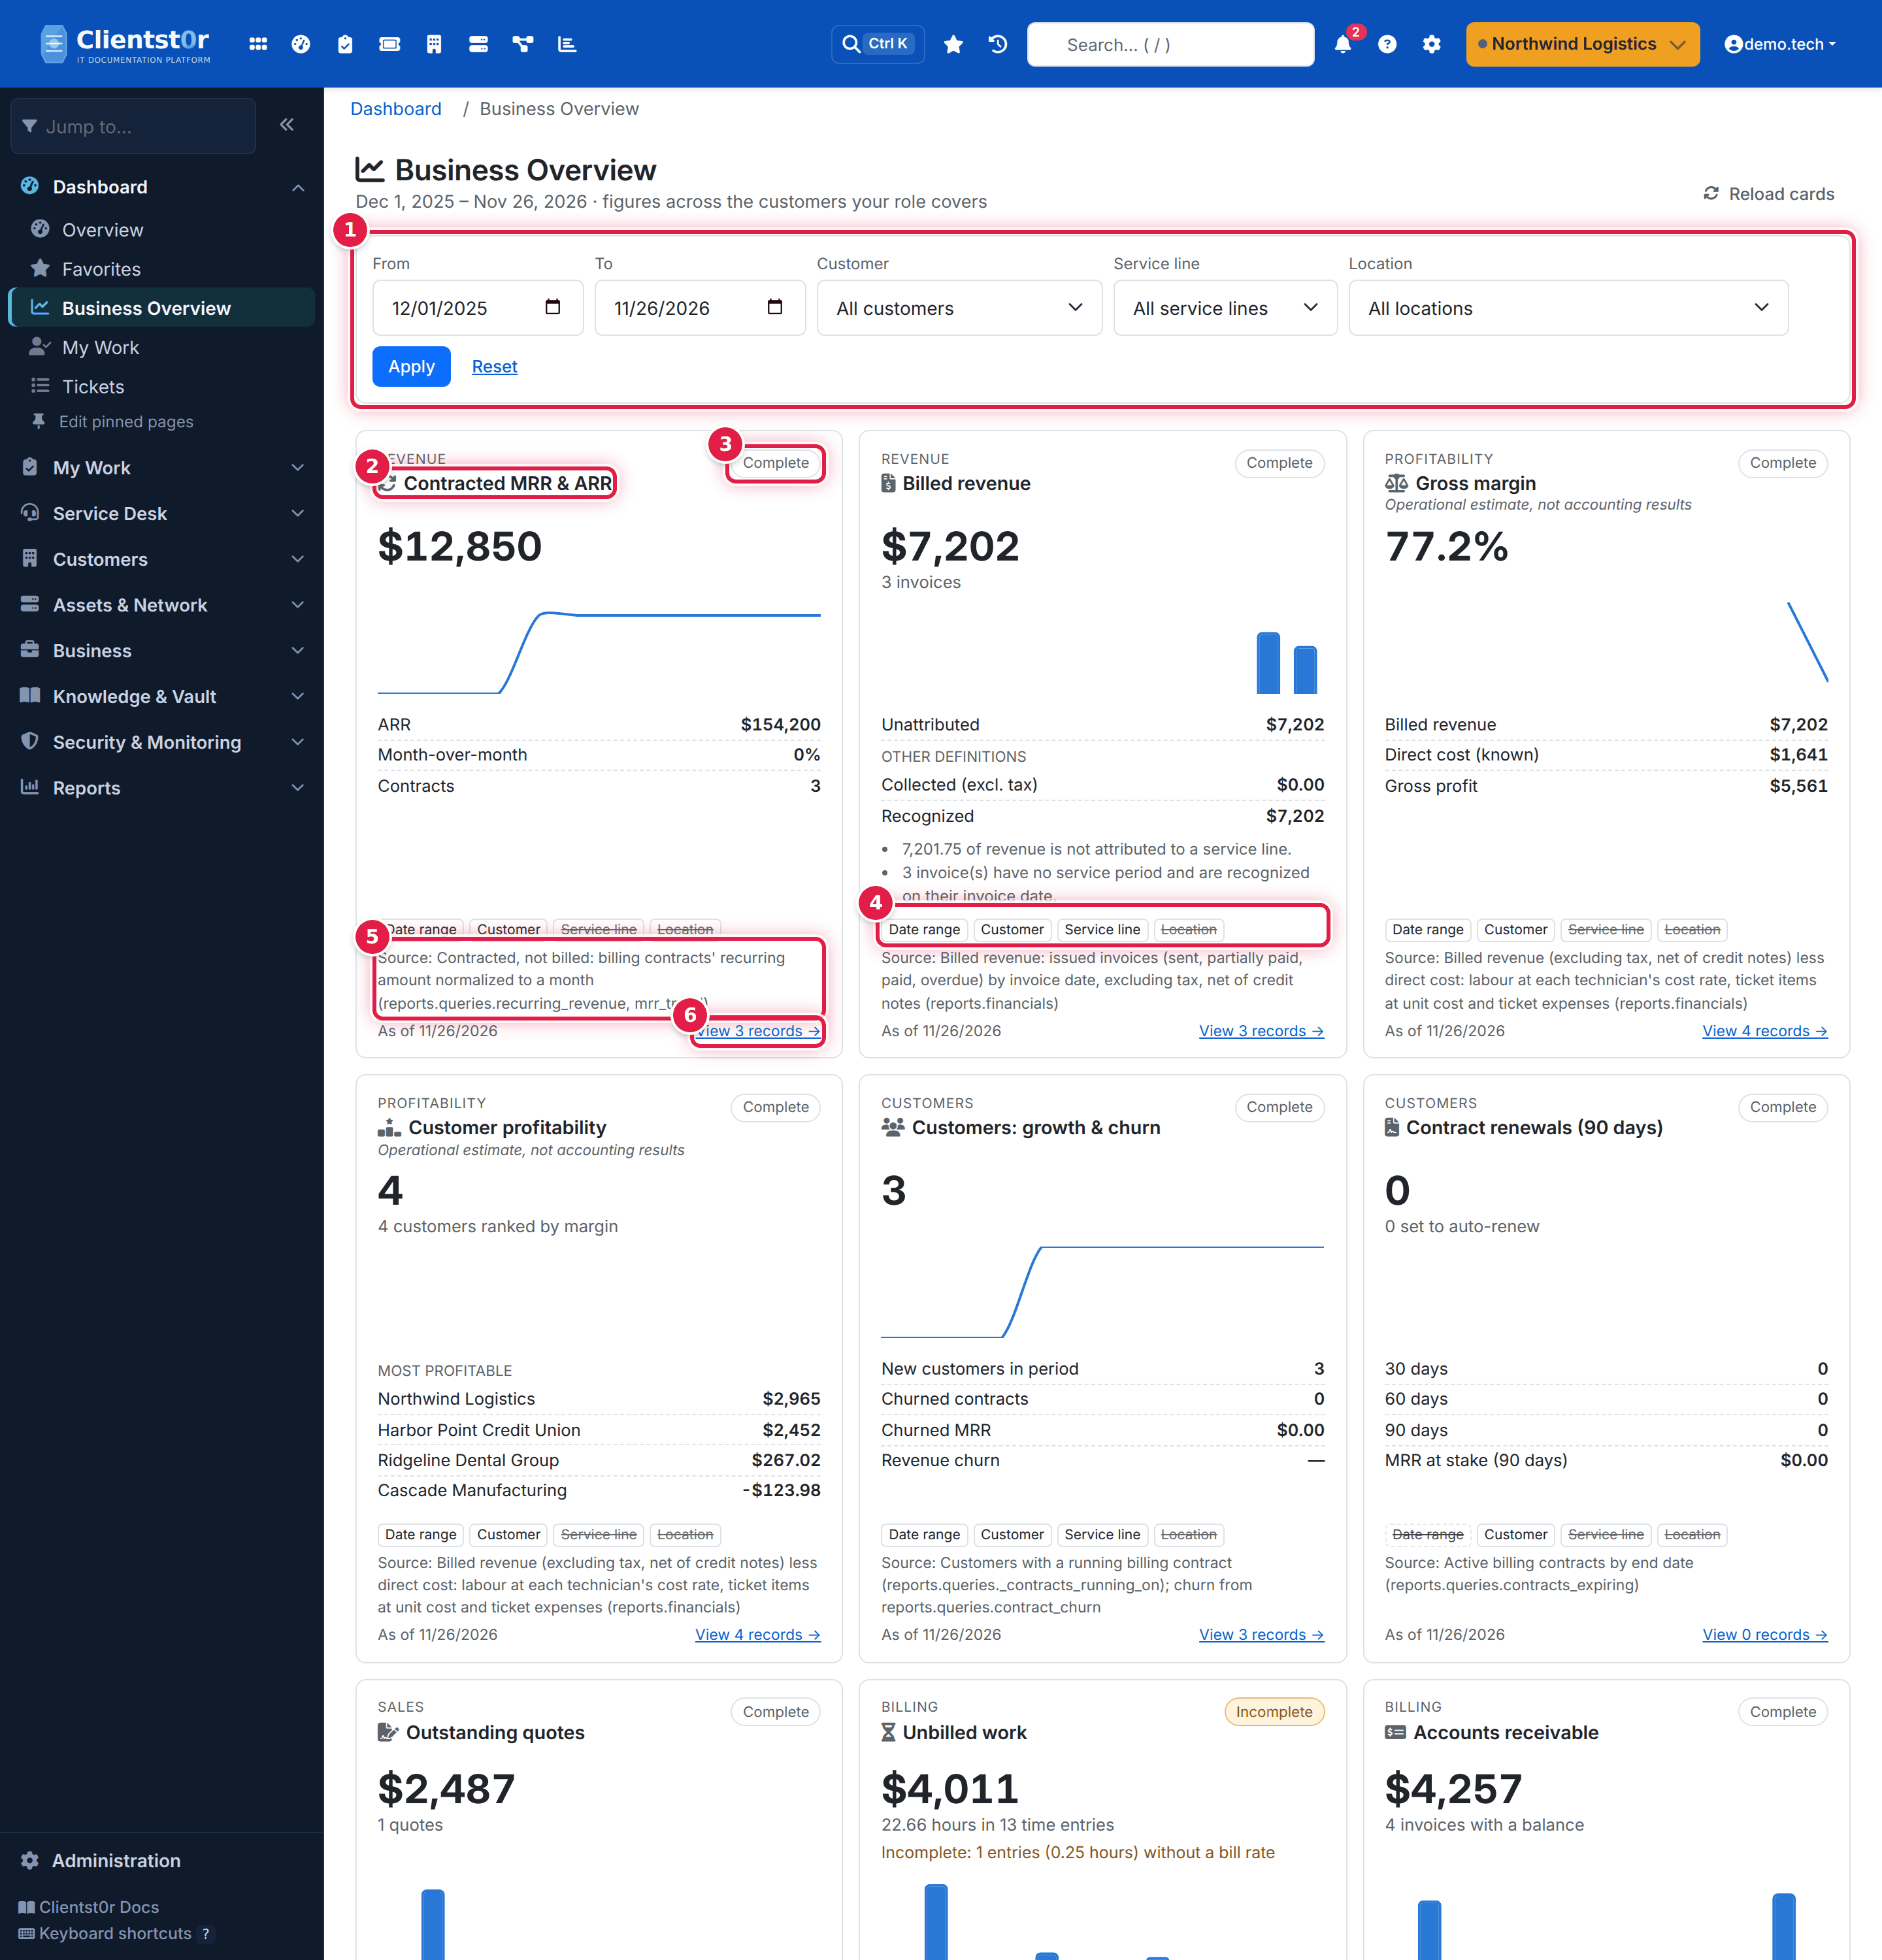 Clientst0r
IT DOCUMENTATION PLATFORM
Ctrl K
Search... ( / )
2
Northwind Logistics
demo.tech
Jump to...
Dashboard
Overview
Favorites
Business Overview
My Work
Tickets
Edit pinned pages
My Work
Service Desk
Customers
Assets & Network
Business
Knowledge & Vault
Security & Monitoring
Reports
Administration
Clientst0r Docs
Keyboard shortcuts ?
Dashboard / Business Overview
Business Overview
Dec 1, 2025 – Nov 26, 2026 · figures across the customers your role covers
Reload cards
1
From
To
Customer
Service line
Location
12/01/2025
11/26/2026
All customers
All service lines
All locations
Apply
Reset
2
3
EVENUE
Complete
Contracted MRR & ARR
$12,850
ARR $154,200
Month-over-month 0%
Contracts 3
5
Date range Customer Service line Location
Source: Contracted, not billed: billing contracts' recurring
amount normalized to a month
(reports.queries.recurring_revenue,
6
As of 11/26/2026
View 3 records →
REVENUE
Complete
Billed revenue
$7,202
3 invoices
Unattributed $7,202
OTHER DEFINITIONS
Collected (excl. tax) $0.00
Recognized $7,202
• 7,201.75 of revenue is not attributed to a service line.
• 3 invoice(s) have no service period and are recognized
on their invoice date.
4
Date range Customer Service line Location
Source: Billed revenue: issued invoices (sent, partially paid,
paid, overdue) by invoice date, excluding tax, net of credit
notes (reports.financials)
As of 11/26/2026
View 3 records →
PROFITABILITY
Complete
Gross margin
Operational estimate, not accounting results
77.2%
Billed revenue $7,202
Direct cost (known) $1,641
Gross profit $5,561
Date range Customer Service line Location
Source: Billed revenue (excluding tax, net of credit notes) less
direct cost: labour at each technician's cost rate, ticket items
at unit cost and ticket expenses (reports.financials)
As of 11/26/2026
View 4 records →
PROFITABILITY
Complete
Customer profitability
Operational estimate, not accounting results
4
4 customers ranked by margin
MOST PROFITABLE
Northwind Logistics $2,965
Harbor Point Credit Union $2,452
Ridgeline Dental Group $267.02
Cascade Manufacturing -$123.98
Date range Customer Service line Location
Source: Billed revenue (excluding tax, net of credit notes) less
direct cost: labour at each technician's cost rate, ticket items
at unit cost and ticket expenses (reports.financials)
As of 11/26/2026
View 4 records →
CUSTOMERS
Complete
Customers: growth & churn
3
New customers in period 3
Churned contracts 0
Churned MRR $0.00
Revenue churn —
Date range Customer Service line Location
Source: Customers with a running billing contract
(reports.queries._contracts_running_on); churn from
reports.queries.contract_churn
As of 11/26/2026
View 3 records →
CUSTOMERS
Complete
Contract renewals (90 days)
0
0 set to auto-renew
30 days 0
60 days 0
90 days 0
MRR at stake (90 days) $0.00
Date range Customer Service line Location
Source: Active billing contracts by end date
(reports.queries.contracts_expiring)
As of 11/26/2026
View 0 records →
SALES
Complete
Outstanding quotes
$2,487
1 quotes
BILLING
Incomplete
Unbilled work
$4,011
22.66 hours in 13 time entries
Incomplete: 1 entries (0.25 hours) without a bill rate
BILLING
Complete
Accounts receivable
$4,257
4 invoices with a balance